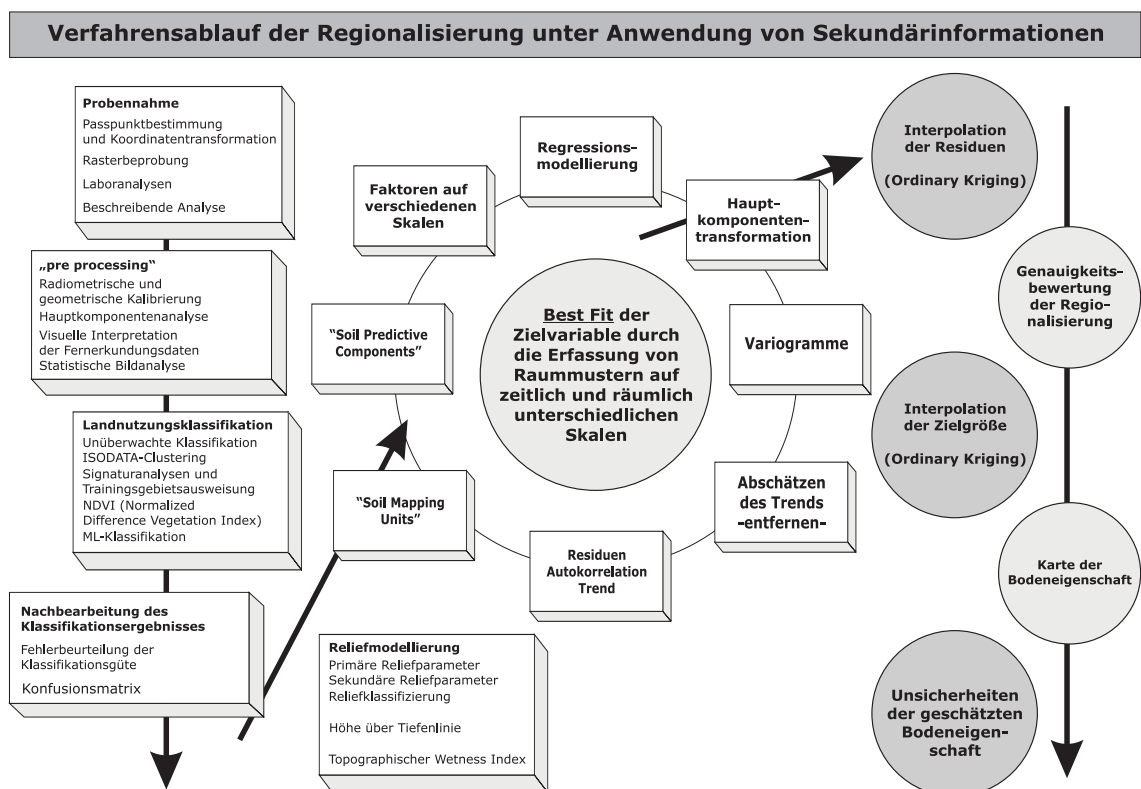 Verfahrensablauf der Regionalisierung unter Anwendung von Sekundärinformationen
Probennahme
Passpunktbestimmung
und Koordinatentransformation
Rasterbeprobung
Laboranalysen
Beschreibende Analyse
„pre processing“
Radiometrische und
geometrische Kalibrierung
Hauptkomponentenanalyse
Visuelle Interpretation
der Fernerkundungsdaten
Statistische Bildanalyse
Landnutzungsklassifikation
Unüberwachte Klassifikation
ISODATA-Clustering
Signaturanalysen und
Trainingsgebietsausweisung
NDVI (Normalized
Difference Vegetation Index)
ML-Klassifikation
Nachbearbeitung des
Klassifikationsergebnisses
Fehlerbeurteilung der
Klassifikationsgüte
Konfusionsmatrix
Reliefmodellierung
Primäre Reliefparameter
Sekundäre Reliefparameter
Reliefklassifizierung
Höhe über Tiefenlinie
Topographischer Wetness Index
"Soil Mapping
Units"
"Soil Predictive
Components"
Faktoren auf
verschiedenen
Skalen
Regressions-
modellierung
Haupt-
komponenten-
transformation
Variogramme
Abschätzen
des Trends
-entfernen-
Residuen
Autokorrelation
Trend
Best Fit der
Zielvariable durch
die Erfassung von
Raummustern auf
zeitlich und räumlich
unterschiedlichen
Skalen
Interpolation
der Residuen
(Ordinary Kriging)
Genauigkeits-
bewertung
der Regio-
nalisierung
Interpolation
der Zielgröße
(Ordinary Kriging)
Karte der
Bodeneigenschaft
Unsicherheiten
der geschätzten
Bodeneigen-
schaft